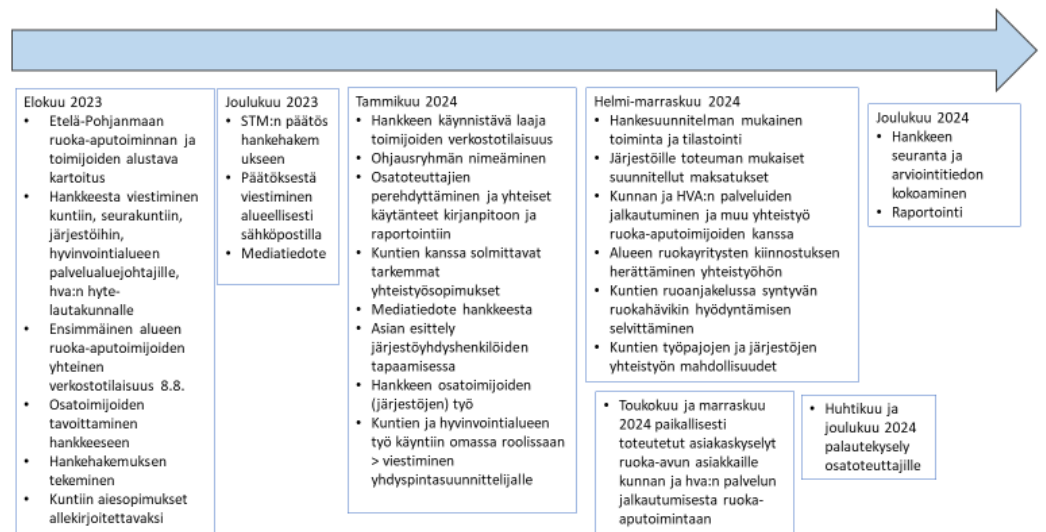 Elokuu 2023
• Etelä-Pohjanmaan
ruoka-aputoiminnan ja
toimijoiden alustava
kartoitus
• Hankkeesta viestiminen
kuntiin, seurakuntiin,
järjestöihin,
hyvinvointialueen
palvelualuejohtajille,
hva:n hyte-
lautakunnalle
• Ensimmäinen alueen
ruoka-aputoimijoiden
yhteinen
verkostotilaisuus 8.8.
• Osatoimijoiden
tavoittaminen
hankkeeseen
• Hankehakemuksen
tekeminen
• Kuntiin aiesopimukset
allekirjoitettavaksi
Joulukuu 2023
• STM:n päätös
hankehakem
ukseen
• Päätöksestä
viestiminen
alueellisesti
sähköpostilla
• Mediatiedote
Tammikuu 2024
• Hankkeen käynnistävä laaja
toimijoiden verkostotilaisuus
• Ohjausryhmän nimeäminen
• Osatoteuttajien
perehdyttäminen ja yhteiset
käytänteet kirjanpitoon ja
raportointiin
• Kuntien kanssa solmittavat
tarkemmat
yhteistyösopimukset
• Mediatiedote hankkeesta
• Asian esittely
järjestöyhdyshenkilöiden
tapaamisessa
• Hankkeen osatoimijoiden
(järjestöjen) työ
• Kuntien ja hyvinvointialueen
työ käyntiin omassa roolissaan
> viestiminen
yhdyspintasuunnittelijalle
Helmi-marraskuu 2024
• Hankesuunnitelman mukainen
toiminta ja tilastointi
• Järjestöille toteuman mukaiset
suunnitellut maksatukset
• Kunnan ja HVA:n palveluiden
jalkautuminen ja muu yhteistyö
ruoka-aputoimijoiden kanssa
• Alueen ruokayritysten kiinnostuksen
herättäminen yhteistyöhön
• Kuntien ruoanjakelussa syntyvän
ruokahävikin hyödyntämisen
selvittäminen
• Kuntien työpajojen ja järjestöjen
yhteistyön mahdollisuudet
• Toukokuu ja marraskuu
2024 paikallisesti
toteutetut asiakaskyselyt
ruoka-avun asiakkaille
kunnan ja hva:n palvelun
jalkautumisesta ruoka-
aputoimintaan
Joulukuu 2024
• Hankkeen
seuranta ja
arviointitiedon
kokoaminen
• Raportointi
• Huhtikuu ja
joulukuu 2024
palautekysely
osatoteuttajille